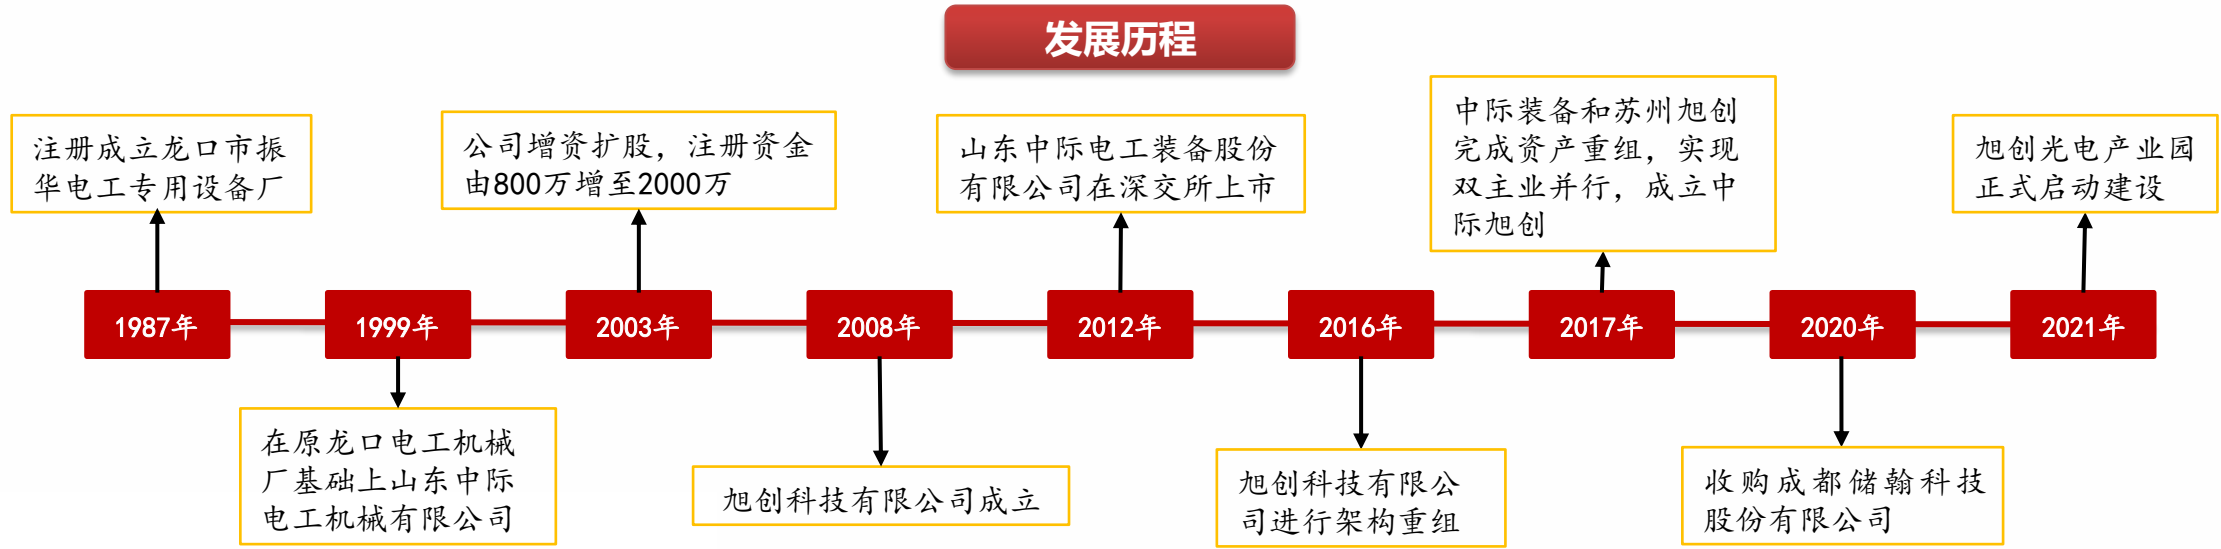 发展历程
注册成立龙口市振
华电工专用设备厂
公司增资扩股，注册资金
由800万增至2000万
山东中际电工装备股份
有限公司在深交所上市
中际装备和苏州旭创
完成资产重组，实现
双主业并行，成立中
际旭创
旭创光电产业园
正式启动建设
1987年
1999年
2003年
2008年
2012年
2016年
2017年
2020年
2021年
在原龙口电工机械
厂基础上山东中际
电工机械有限公司
旭创科技有限公司成立
旭创科技有限公
司进行架构重组
收购成都储翰科技
股份有限公司